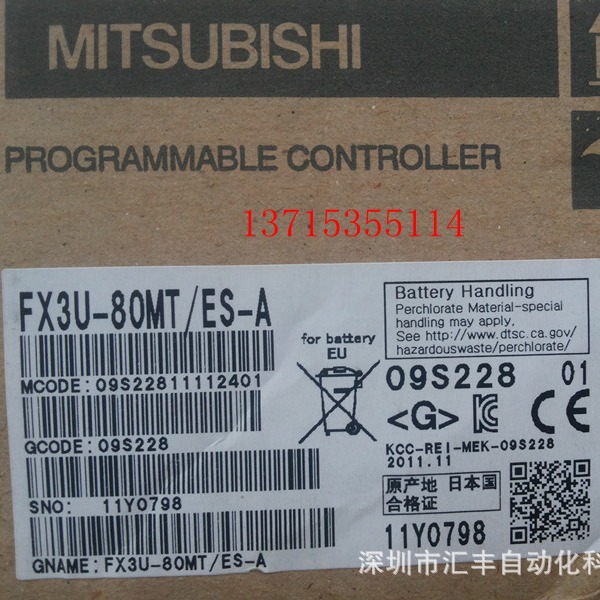 MITSUBISHI
PROGRAMMABLE CONTROLLER
13715355114
FX3U-80MT/ES-A
MCODE: 09S22811112401
GCODE: 09S228
SNO: 11Y0798
GNAME: FX3U-80MT/ES-A
for battery
EU
Battery Handling
Perchlorate Material-special
handling may apply,
See http://www.dtsc.ca.gov/
hazardouswaste/perchlorate/
09S228 01
<G> CE
KCC-REI-MEK-09S228
2011.11
原产地 日本国
合格证
11Y0798
深圳市汇丰自动化科